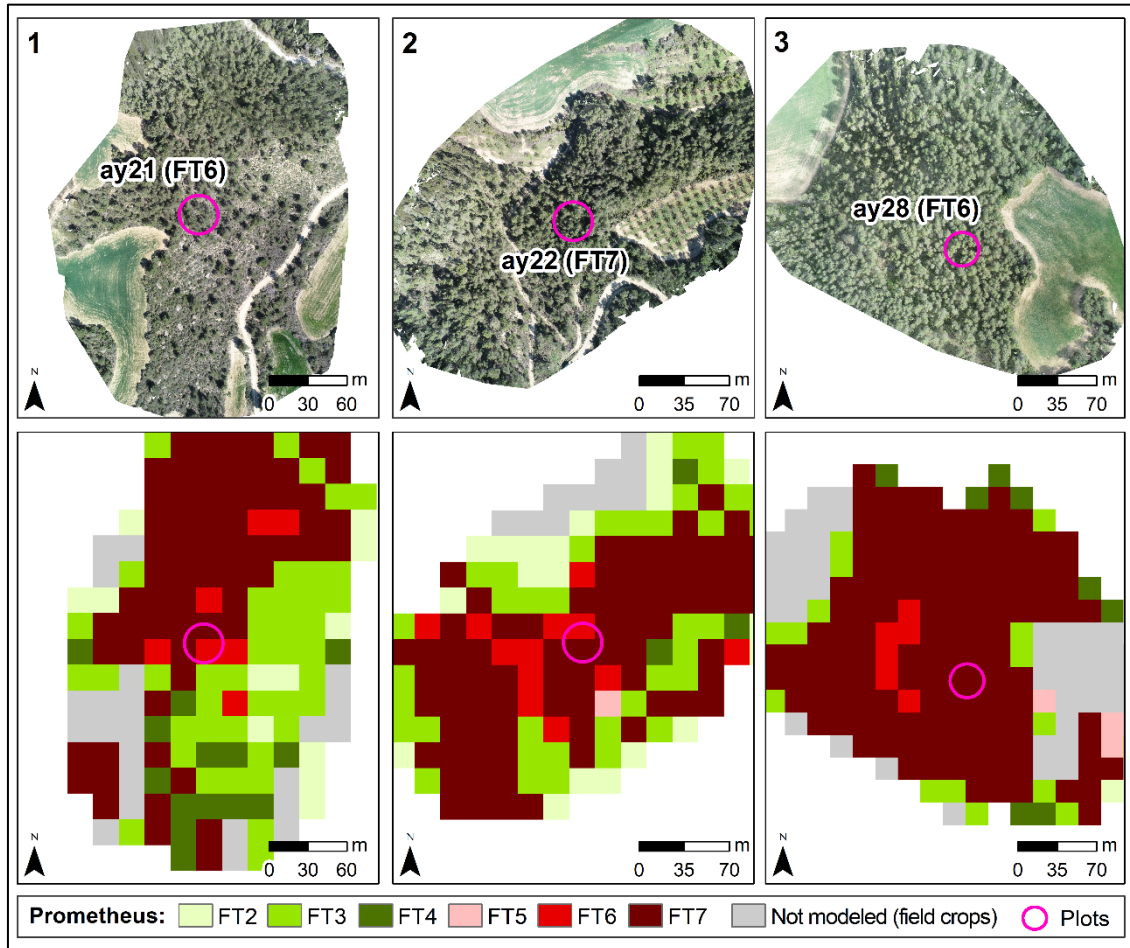 1
2
3
ay21 (FT6)
ay22 (FT7)
ay28 (FT6)
N
m
0 30 60
N
m
0 35 70
N
m
0 35 70
N
m
0 30 60
N
m
0 35 70
N
m
0 35 70
Prometheus: FT2 FT3 FT4 FT5 FT6 FT7 Not modeled (field crops) Plots